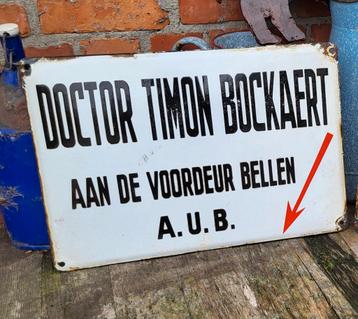 DOCTOR TIMON BOCKAERT
AAN DE VOORDEUR BELLEN
A.U.B.